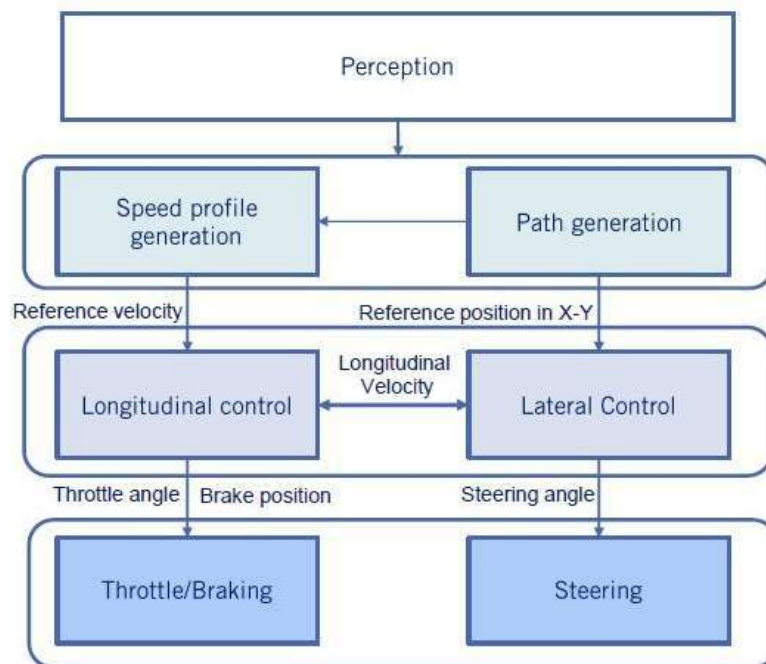 Perception
Speed profile
generation
Path generation
Reference velocity
Reference position in X-Y
Longitudinal
Velocity
Longitudinal control
Lateral Control
Throttle angle
Brake position
Steering angle
Throttle/Braking
Steering